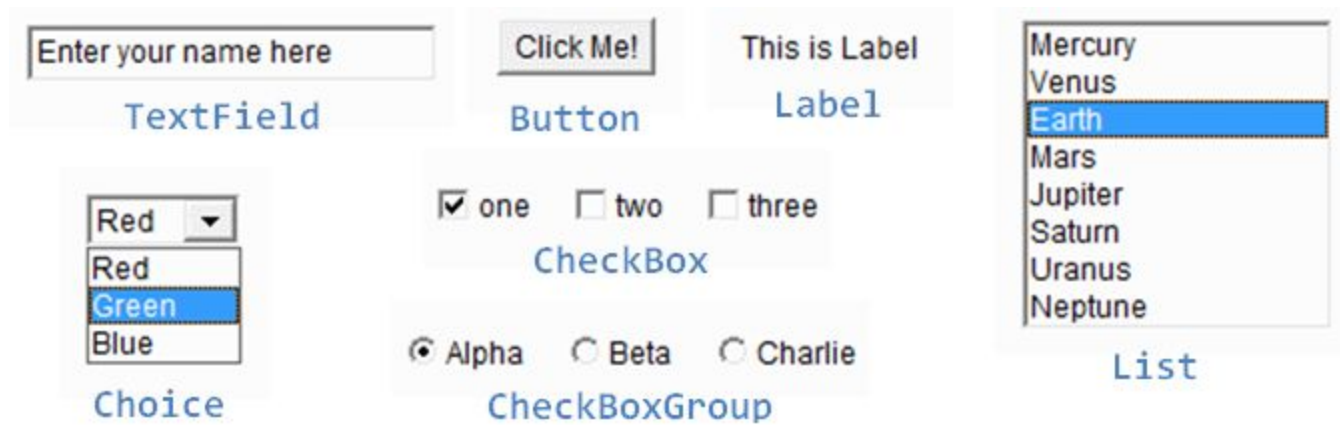 Enter your name here
TextField
Click Me!
Button
This is Label
Label
Mercury
Venus
Earth
Mars
Jupiter
Saturn
Uranus
Neptune
List
Red
Red
Green
Blue
Choice
one two three
CheckBox
Alpha Beta Charlie
CheckBoxGroup